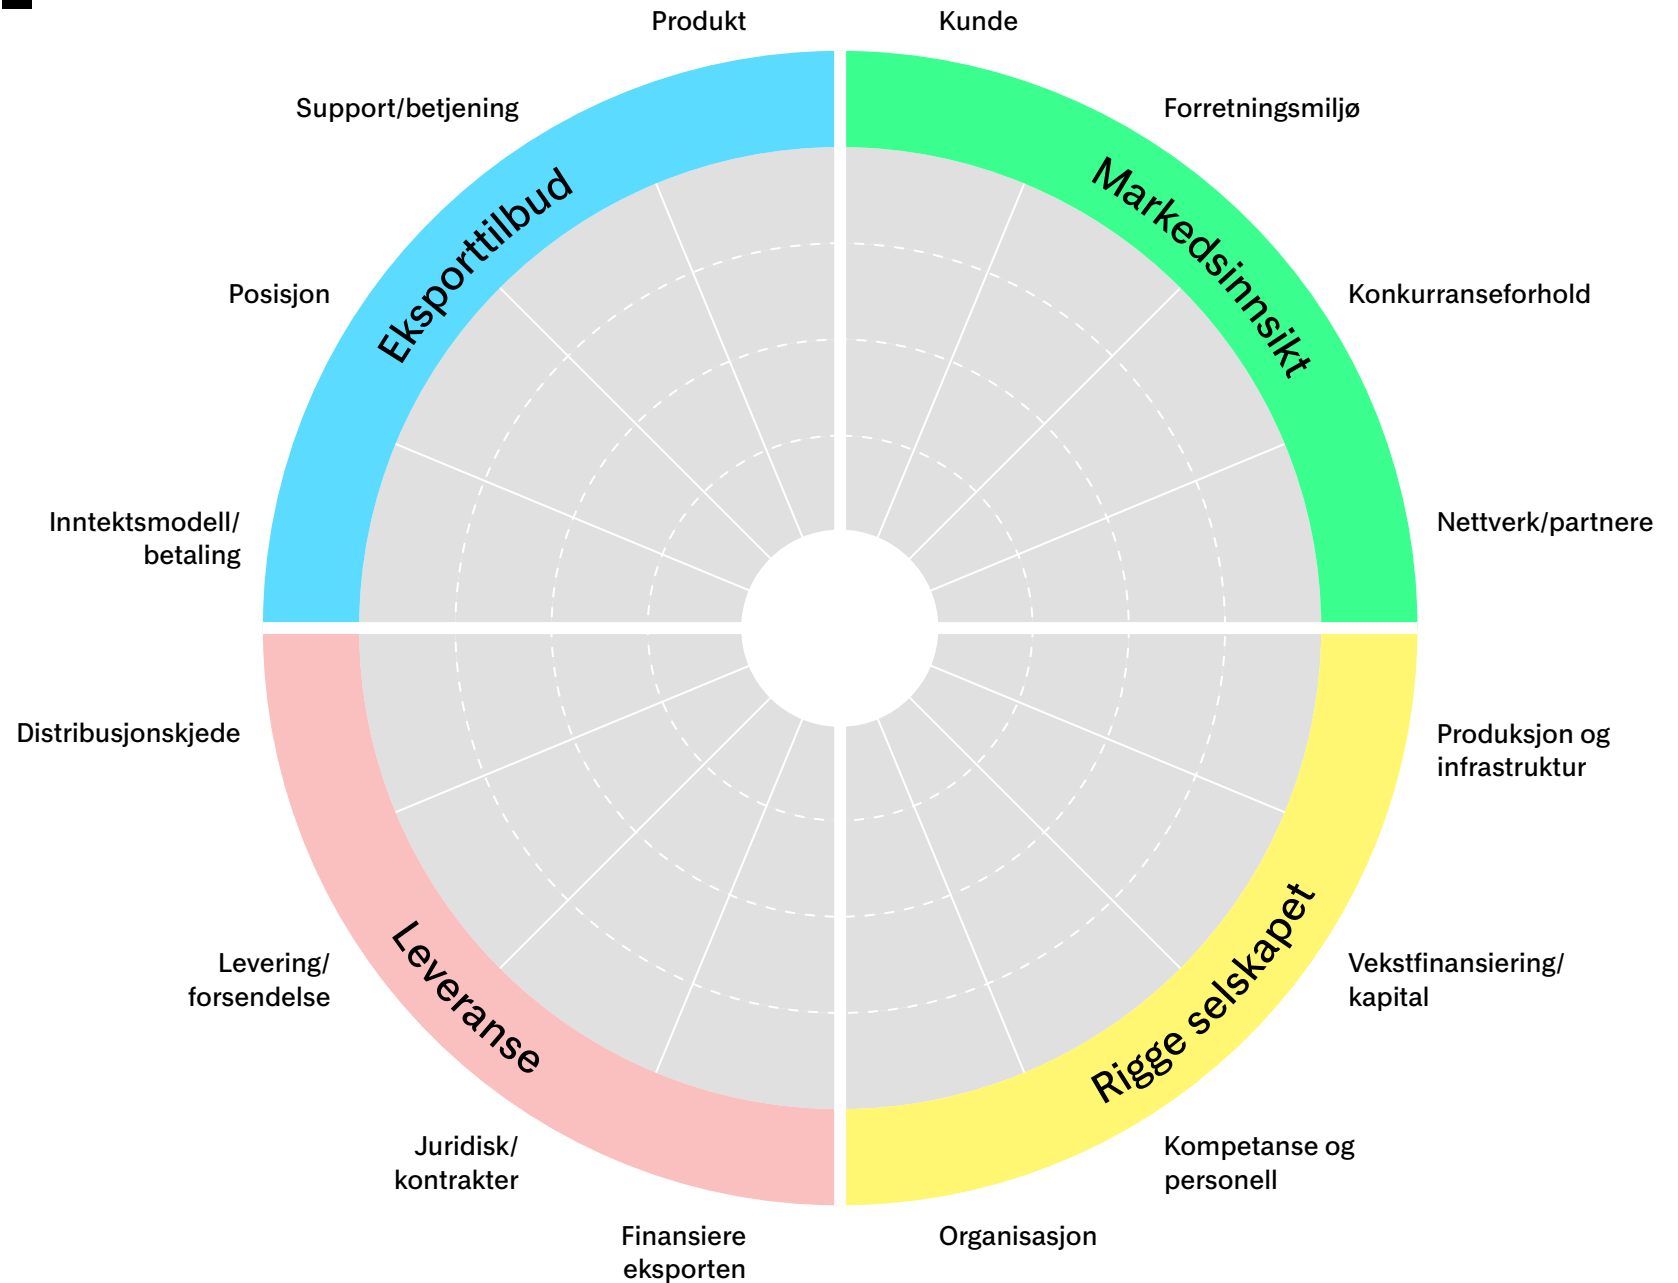 Produkt
Kunde
Support/betjening
Forretningsmiljø
Eksporttilbud
Markedsinnsikt
Posisjon
Konkurranseforhold
Inntektsmodell/
betaling
Nettverk/partnere
Distribusjonskjede
Produksjon og
infrastruktur
Leveranse
Rigge selskapet
Levering/
forsendelse
Vekstfinansiering/
kapital
Juridisk/
kontrakter
Kompetanse og
personell
Finansiere
eksporten
Organisasjon